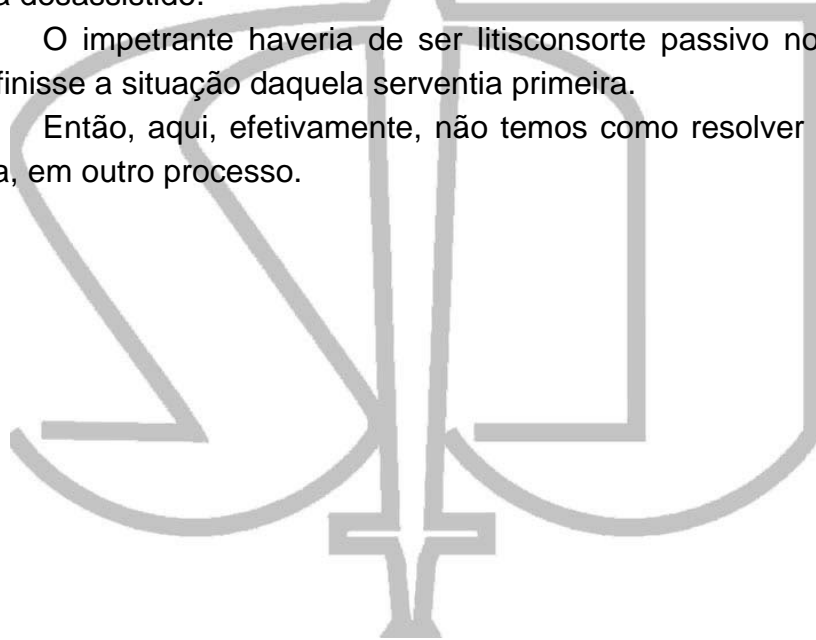 a desassistido.
O impetrante haveria de ser litisconsorte passivo no
finisse a situação daquela serventia primeira.
Então, aqui, efetivamente, não temos como resolver
a, em outro processo.